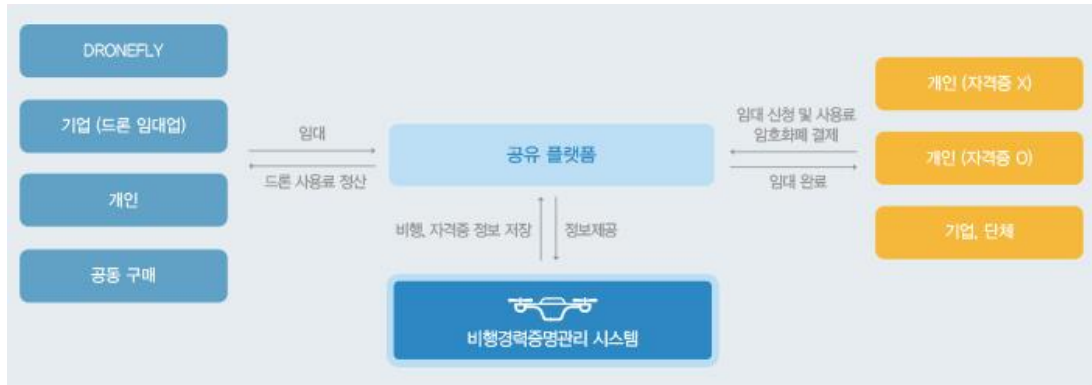 DRONEFLY
기업 (드론 임대업)
개인
공동 구매
임대
드론 사용료 정산
공유 플랫폼
비행, 자격증 정보 저장
정보제공
비행경력증명관리 시스템
임대 신청 및 사용료
암호화폐 결제
임대 완료
개인 (자격증 X)
개인 (자격증 O)
기업, 단체